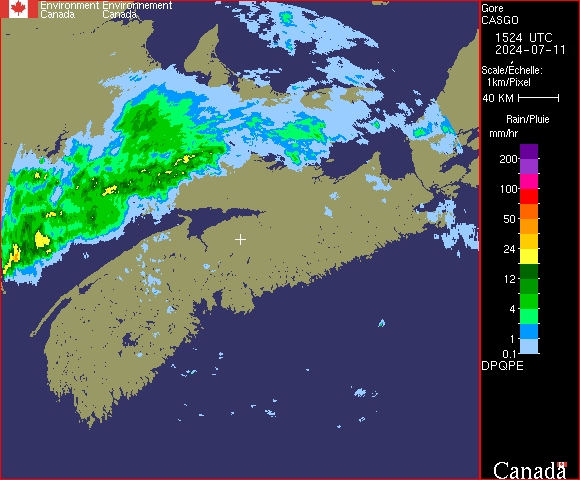 Environment Environnement
Canada Canada
Gore
CASGO
1524 UTC
2024-07-11
Scale/Echelle:
1km/Pixel
40 KM
Rain/Pluie
mm/hr
200
100
50
24
12
4
1
0.1
DPQPE
Canada